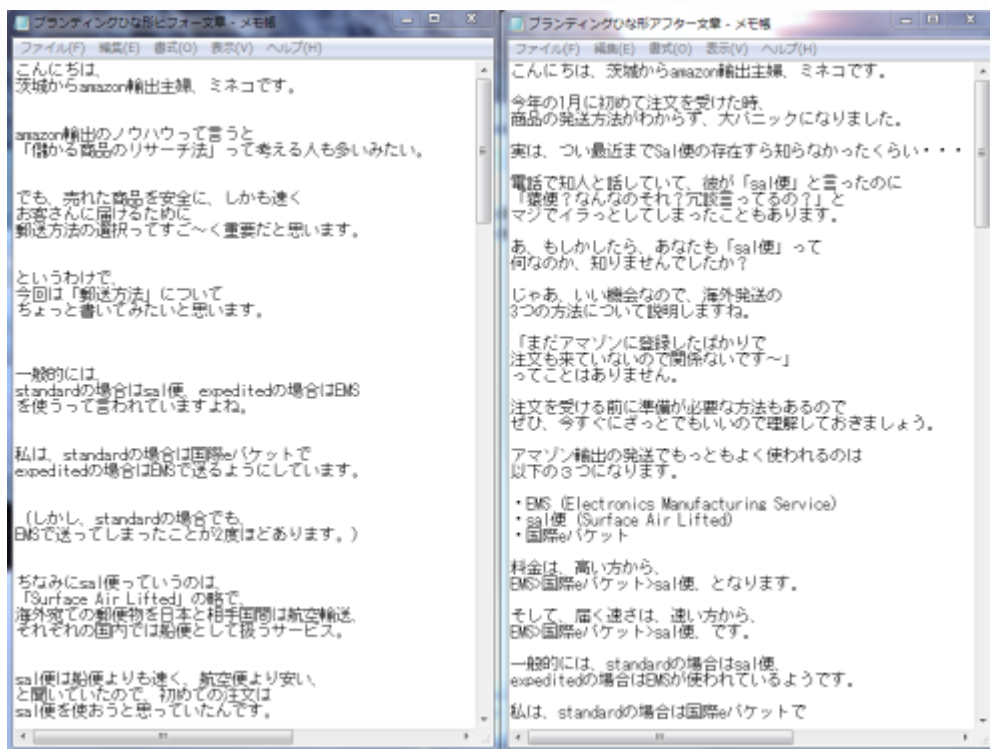 ブランディングひな形ビフォー文章 - メモ帳
ファイル(F) 編集(E) 書式(O) 表示(V) ヘルプ(H)
こんにちは、
茨城からamazon輸出主婦、ミネコです。
amazon輸出のノウハウって言うと
「儲かる商品のリサーチ法」って考える人も多いみたい。
でも、売れた商品を安全に、しかも速く
お客さんに届けるために
郵送方法の選択ってすご～く重要だと思います。
というわけで、
今回は「郵送方法」について
ちょっと書いてみたいと思います。
一般的には、
standardの場合はsal便、expeditedの場合はEMS
を使うって言われていますよね。
私は、standardの場合は国際eパケットで
expeditedの場合はEMSで送るようにしています。
（しかし、standardの場合でも、
EMSで送ってしまったことが2度ほどあります。）
ちなみにsal便っていうのは、
「Surface Air Lifted」の略で、
海外宛ての郵便物を日本と相手国間は航空輸送、
それぞれの国内では船便として扱うサービス。
sal便は船便よりも速く、航空便より安い、
と聞いていたので、初めての注文は
sal便を使おうと思っていたんです。
ブランディングひな形アフター文章 - メモ帳
ファイル(F) 編集(E) 書式(O) 表示(V) ヘルプ(H)
こんにちは、茨城からamazon輸出主婦、ミネコです。
今年の1月に初めて注文を受けた時、
商品の発送方法がわからず、大パニックになりました。
実は、つい最近までSal便の存在すら知らなかったくらい・・・
電話で知人と話していて、彼が「sal便」と言ったのに
「猿便？なんなのそれ？冗談言ってるの？」と
マジでイラっとしてしまったこともあります。
あ、もしかしたら、あなたも「sal便」って
何なのか、知りませんでしたか？
じゃあ、いい機会なので、海外発送の
3つの方法について説明しますね。
「まだアマゾンに登録したばかりで
注文も来ていないので関係ないです～」
ってことはありません。
注文を受ける前に準備が必要な方法もあるので
ぜひ、今すぐにざっとでもいいので理解しておきましょう。
アマゾン輸出の発送でもっともよく使われるのは
以下の３つになります。
・EMS（Electronics Manufacturing Service）
・sal便（Surface Air Lifted）
・国際eパケット
料金は、高い方から、
EMS>国際eパケット>sal便、となります。
そして、届く速さは、速い方から、
EMS>国際eパケット>sal便、です。
一般的には、standardの場合はsal便、
expeditedの場合はEMSが使われているようです。
私は、standardの場合は国際eパケットで